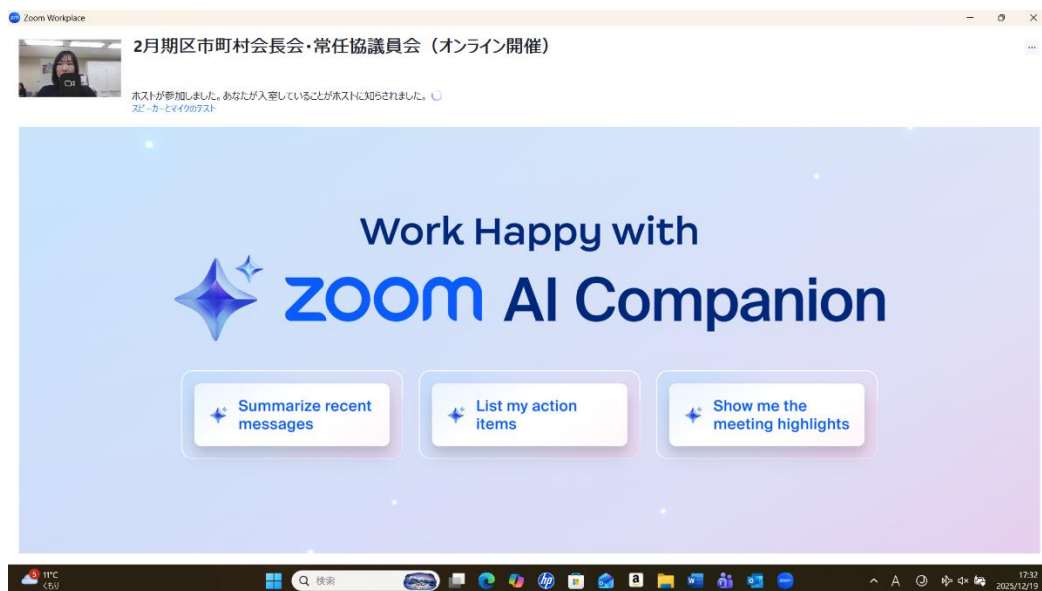 Zoom Workplace
2月期区市町村会長会・常任協議員会（オンライン開催）
ホストが参加しました。あなたが入室していることがホストに知らされました。
スピーカーとマイクのテスト
Work Happy with
zoom AI Companion
Summarize recent
messages
List my action
items
Show me the
meeting highlights
5
11°C
くもり
検索
hp
a
A
17:32
2025/12/19